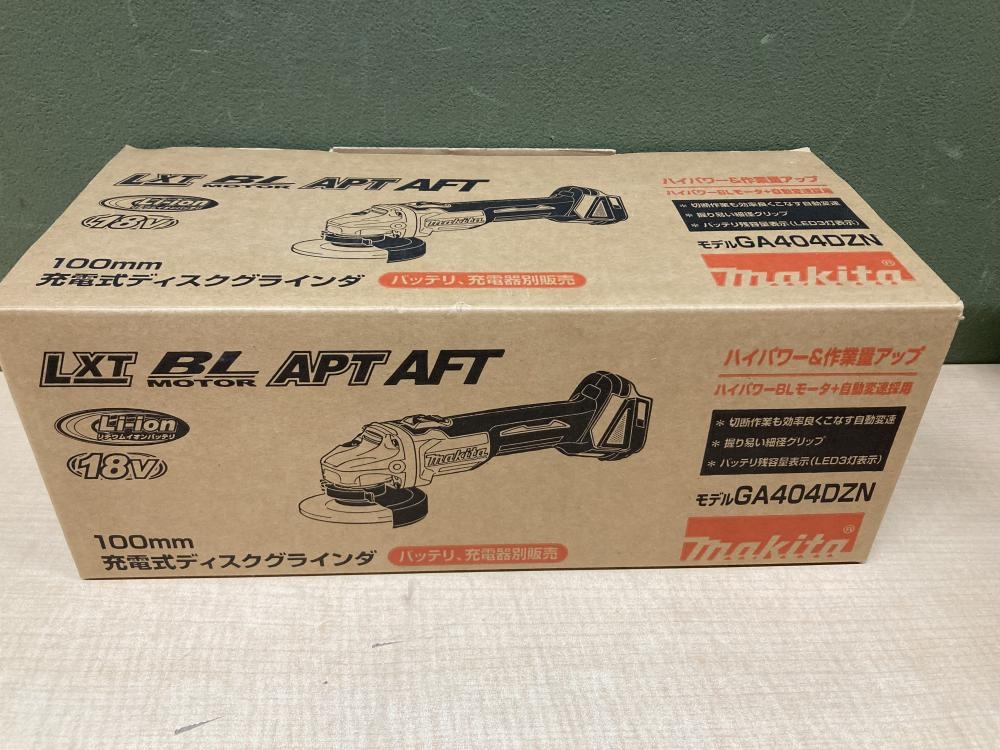 LXT BL MOTOR APT AFT
Li-ion
18V
100mm
充電式ディスクグラインダ
バッテリ、充電器別販売
ハイパワー&作業量アップ
ハイパワーBLモータ+自動変速採用
* 切断作業も効率良くこなす自動変速
* 握り易い細径グリップ
* バッテリ残容量表示(LED3灯表示)
モデルGA404DZN
makita®
LXT BL MOTOR APT AFT
Li-ion
リチウムイオンバッテリ
18V
makita
100mm
充電式ディスクグラインダ
バッテリ、充電器別販売
ハイパワー&作業量アップ
ハイパワーBLモータ+自動変速採用
* 切断作業も効率良くこなす自動変速
* 握り易い細径グリップ
* バッテリ残容量表示(LED3灯表示)
モデルGA404DZN
makita®